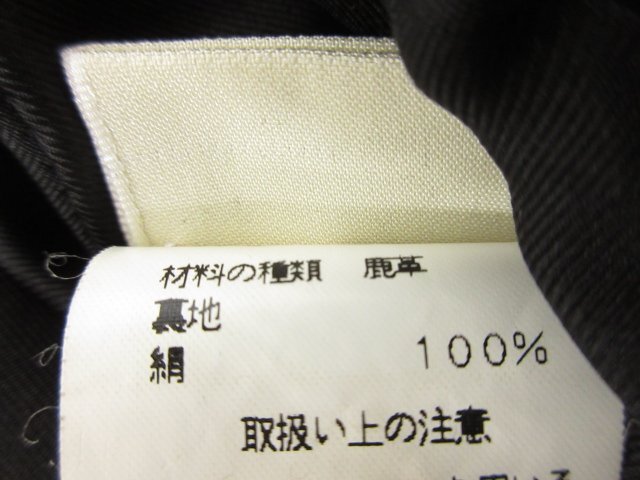 材料の種類 鹿革
裏地
絹 100%
取扱い上の注意